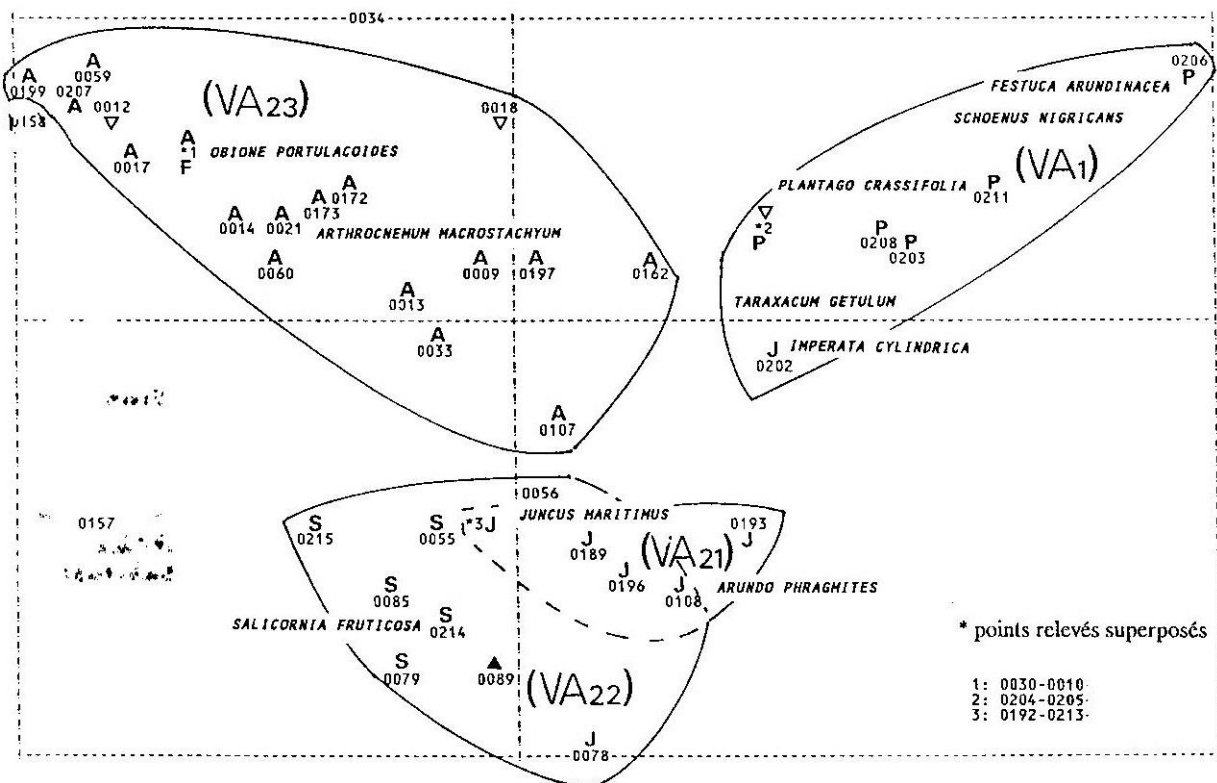 0034
0206
A A 0059 P
0199 0207 FESTUCA ARUNDINACEA
A 0012 (VA23) 0018 SCHOENUS NIGRICANS
0158 ▽ ▽
A A (VA1)
0017 *1 OBIONE PORTULACOIDES
F
A PLANTAGO CRASSIFOLIA P
A 0172 0211
A A 0173 ▽
0014 0021 *2 P
ARTHROCNEMUM MACROSTACHYUM P 0208 P
0203
A A A A
0060 0009 0197 0162
A TARAXACUM GETULUM
0013
A
0033 J IMPERATA CYLINDRICA
0202
A
0107
0056
JUNCUS MARITIMUS 0193
0157 S S *3J J J
0215 0055 0189 (VA21)
J J ARUNDO PHRAGMITES
S 0196 0108
0085
SALICORNIA FRUTICOSA S
0214
* points relevés superposés
S ▲
0079 0089 (VA22)
1: 0030-0010
2: 0204-0205
3: 0192-0213
J
0078